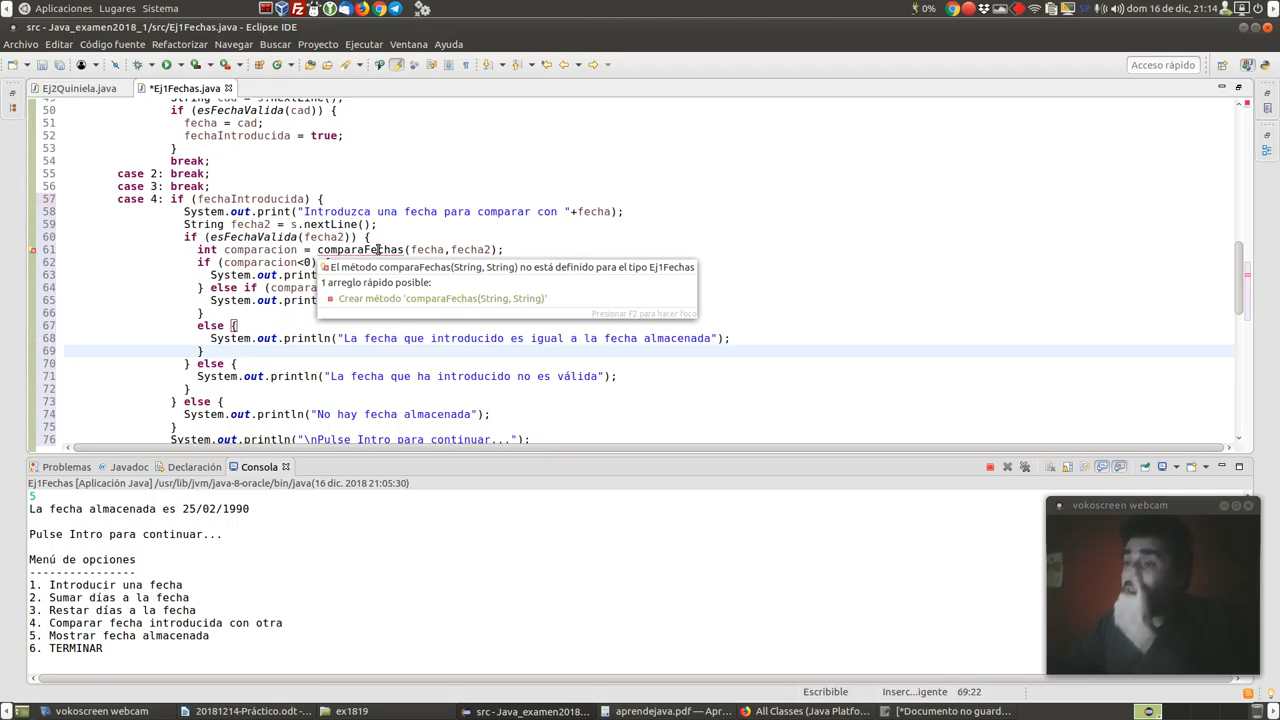 Aplicaciones Lugares Sistema
0% SP dom 16 de dic, 21:14
src - Java_examen2018_1/src/Ej1Fechas.java - Eclipse IDE
Archivo Editar Código fuente Refactorizar Navegar Buscar Proyecto Ejecutar Ventana Ayuda
Acceso rápido
Ej2Quiniela.java *Ej1Fechas.java
49 String cad = s.nextLine();
50 if (esFechaValida(cad)) {
51 fecha = cad;
52 fechaIntroducida = true;
53 }
54 break;
55 case 2: break;
56 case 3: break;
57 case 4: if (fechaIntroducida) {
58 System.out.print("Introduzca una fecha para comparar con "+fecha);
59 String fecha2 = s.nextLine();
60 if (esFechaValida(fecha2)) {
61 int comparacion = comparaFechas(fecha,fecha2);
62 if (comparacion<0)
El método comparaFechas(String, String) no está definido para el tipo Ej1Fechas
63 System.out.print
1 arreglo rápido posible:
64 } else if (compara
Crear método 'comparaFechas(String, String)'
65 System.out.print
Presionar F2 para hacer foco
66 }
67 else {
68 System.out.println("La fecha que introducido es igual a la fecha almacenada");
69 }
70 } else {
71 System.out.println("La fecha que ha introducido no es válida");
72 }
73 } else {
74 System.out.println("No hay fecha almacenada");
75 }
76 System.out.println("\nPulse Intro para continuar...");
Problemas Javadoc Declaración Consola
Ej1Fechas [Aplicación Java] /usr/lib/jvm/java-8-oracle/bin/java(16 dic. 2018 21:05:30)
5
La fecha almacenada es 25/02/1990
Pulse Intro para continuar...
Menú de opciones
----------------
1. Introducir una fecha
2. Sumar días a la fecha
3. Restar días a la fecha
4. Comparar fecha introducida con otra
5. Mostrar fecha almacenada
6. TERMINAR
vokoscreen webcam
Escribible Inserc...igente 69:22
vokoscreen webcam 20181214-Práctico.odt -... ex1819 src - Java_examen2018... aprendejava.pdf — Apr... All Classes (Java Platfo... [*Documento no guard...